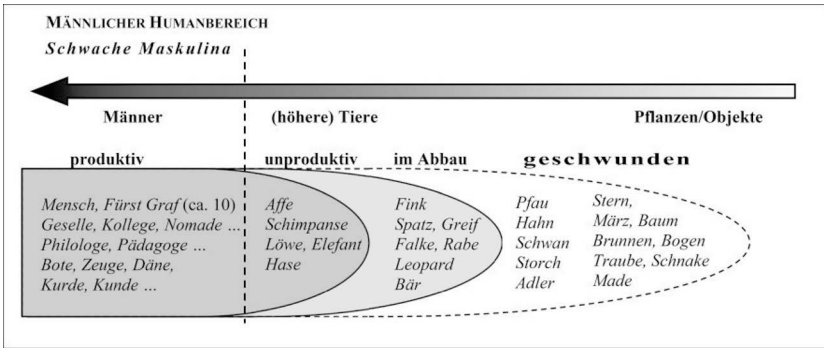 MÄNNLICHER HUMANBEREICH
Schwache Maskulina
Männer (höhere) Tiere Pflanzen/Objekte
produktiv unproduktiv im Abbau geschwunden
Mensch, Fürst Graf (ca. 10) Affe Fink Pfau Stern,
Geselle, Kollege, Nomade ... Schimpanse Spatz, Greif Hahn März, Baum
Philologe, Pädagoge ... Löwe, Elefant Falke, Rabe Schwan Brunnen, Bogen
Bote, Zeuge, Däne, Hase Leopard Storch Traube, Schnake
Kurde, Kunde ... Bär Adler Made